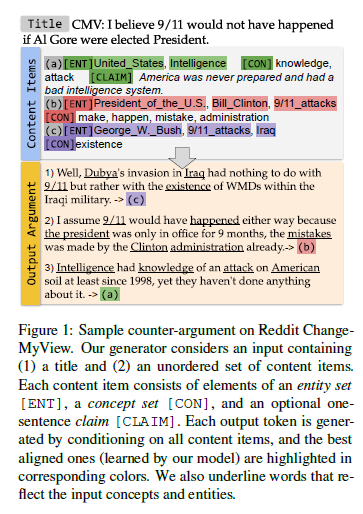 Title CMV: I believe 9/11 would not have happened
if Al Gore were elected President.
Content Items
(a)[ENT]United_States, Intelligence [CON] knowledge,
attack [CLAIM] America was never prepared and had a
bad intelligence system.
(b)[ENT]President_of_the_U.S., Bill_Clinton, 9/11_attacks
[CON] make, happen, mistake, administration
(c)[ENT]George_W._Bush, 9/11_attacks, Iraq
[CON]existence
Output Argument
1) Well, Dubya's invasion in Iraq had nothing to do with
9/11 but rather with the existence of WMDs within the
Iraqi military. -> (c)
2) I assume 9/11 would have happened either way because
the president was only in office for 9 months, the mistakes
was made by the Clinton administration already.-> (b)
3) Intelligence had knowledge of an attack on American
soil at least since 1998, yet they haven't done anything
about it. -> (a)
Figure 1: Sample counter-argument on Reddit Change-
MyView. Our generator considers an input containing
(1) a title and (2) an unordered set of content items.
Each content item consists of elements of an entity set
[ENT], a concept set [CON], and an optional one-
sentence claim [CLAIM]. Each output token is gener-
ated by conditioning on all content items, and the best
aligned ones (learned by our model) are highlighted in
corresponding colors. We also underline words that re-
flect the input concepts and entities.